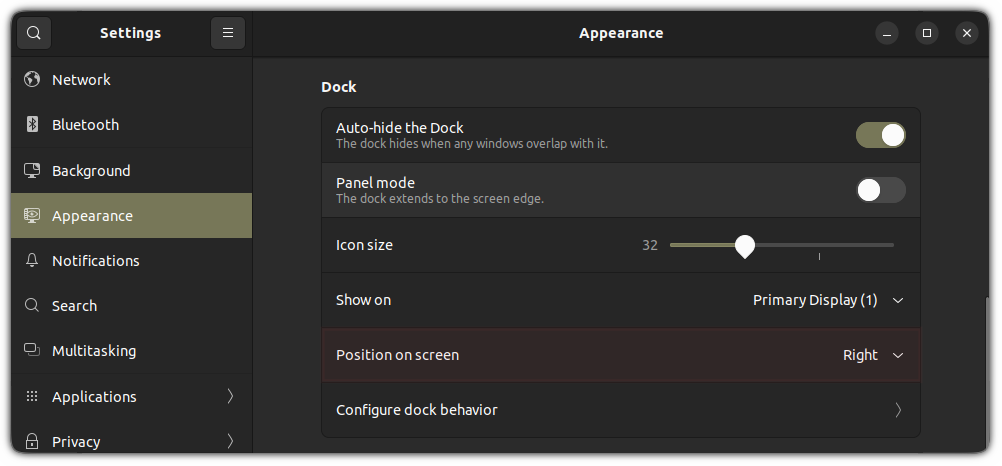 Settings
Appearance
Network
Bluetooth
Background
Appearance
Notifications
Search
Multitasking
Applications
Privacy
Dock
Auto-hide the Dock
The dock hides when any windows overlap with it.
Panel mode
The dock extends to the screen edge.
Icon size 32
Show on Primary Display (1)
Position on screen Right
Configure dock behavior